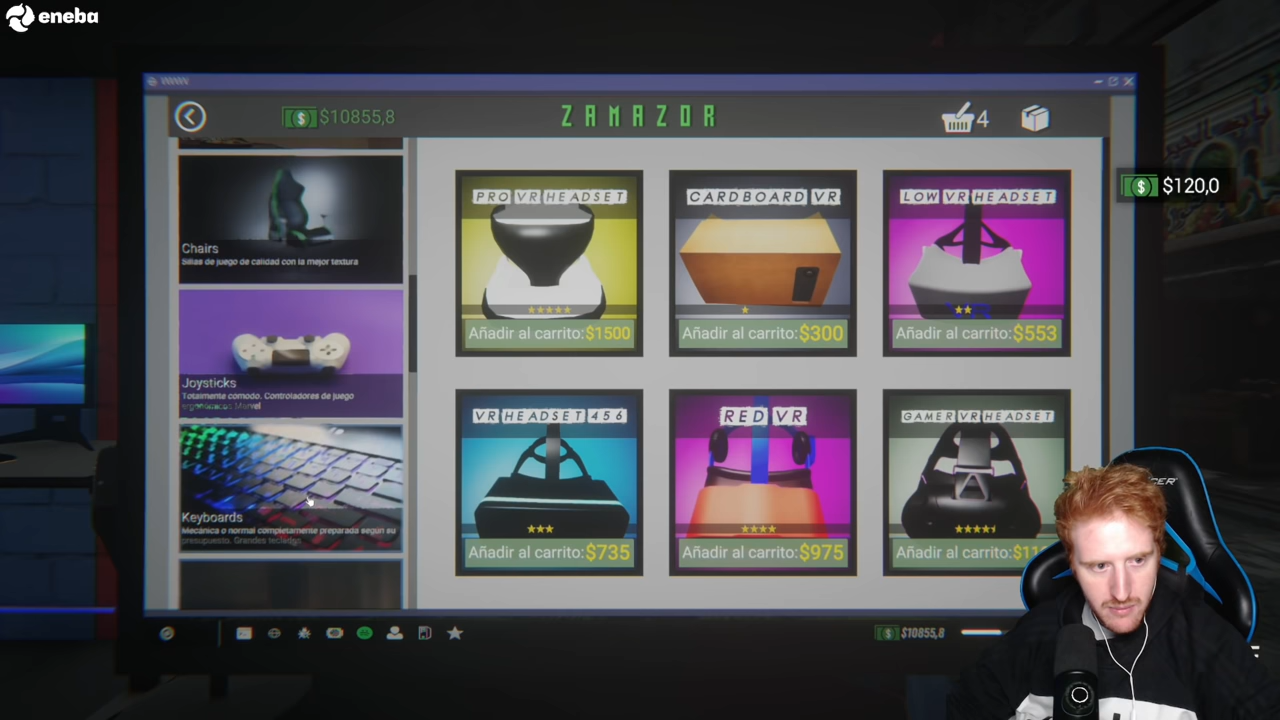 eneba
$10855,8
ZAMAZOR
4
$120,0
Chairs
Sillas de juego de calidad con la mejor textura
Joysticks
Totalmente cómodo. Controladores de juego
Keyboards
Mecánica o normal completamente preparada según su
presupuesto. Grandes teclados
PRO VR HEADSET
Añadir al carrito:$1500
CARDBOARD VR
Añadir al carrito:$300
LOW VR HEADSET
Añadir al carrito:$553
VR HEADSET 456
Añadir al carrito:$735
RED VR
Añadir al carrito:$975
GAMER VR HEADSET
Añadir al carrito:
$10855,8